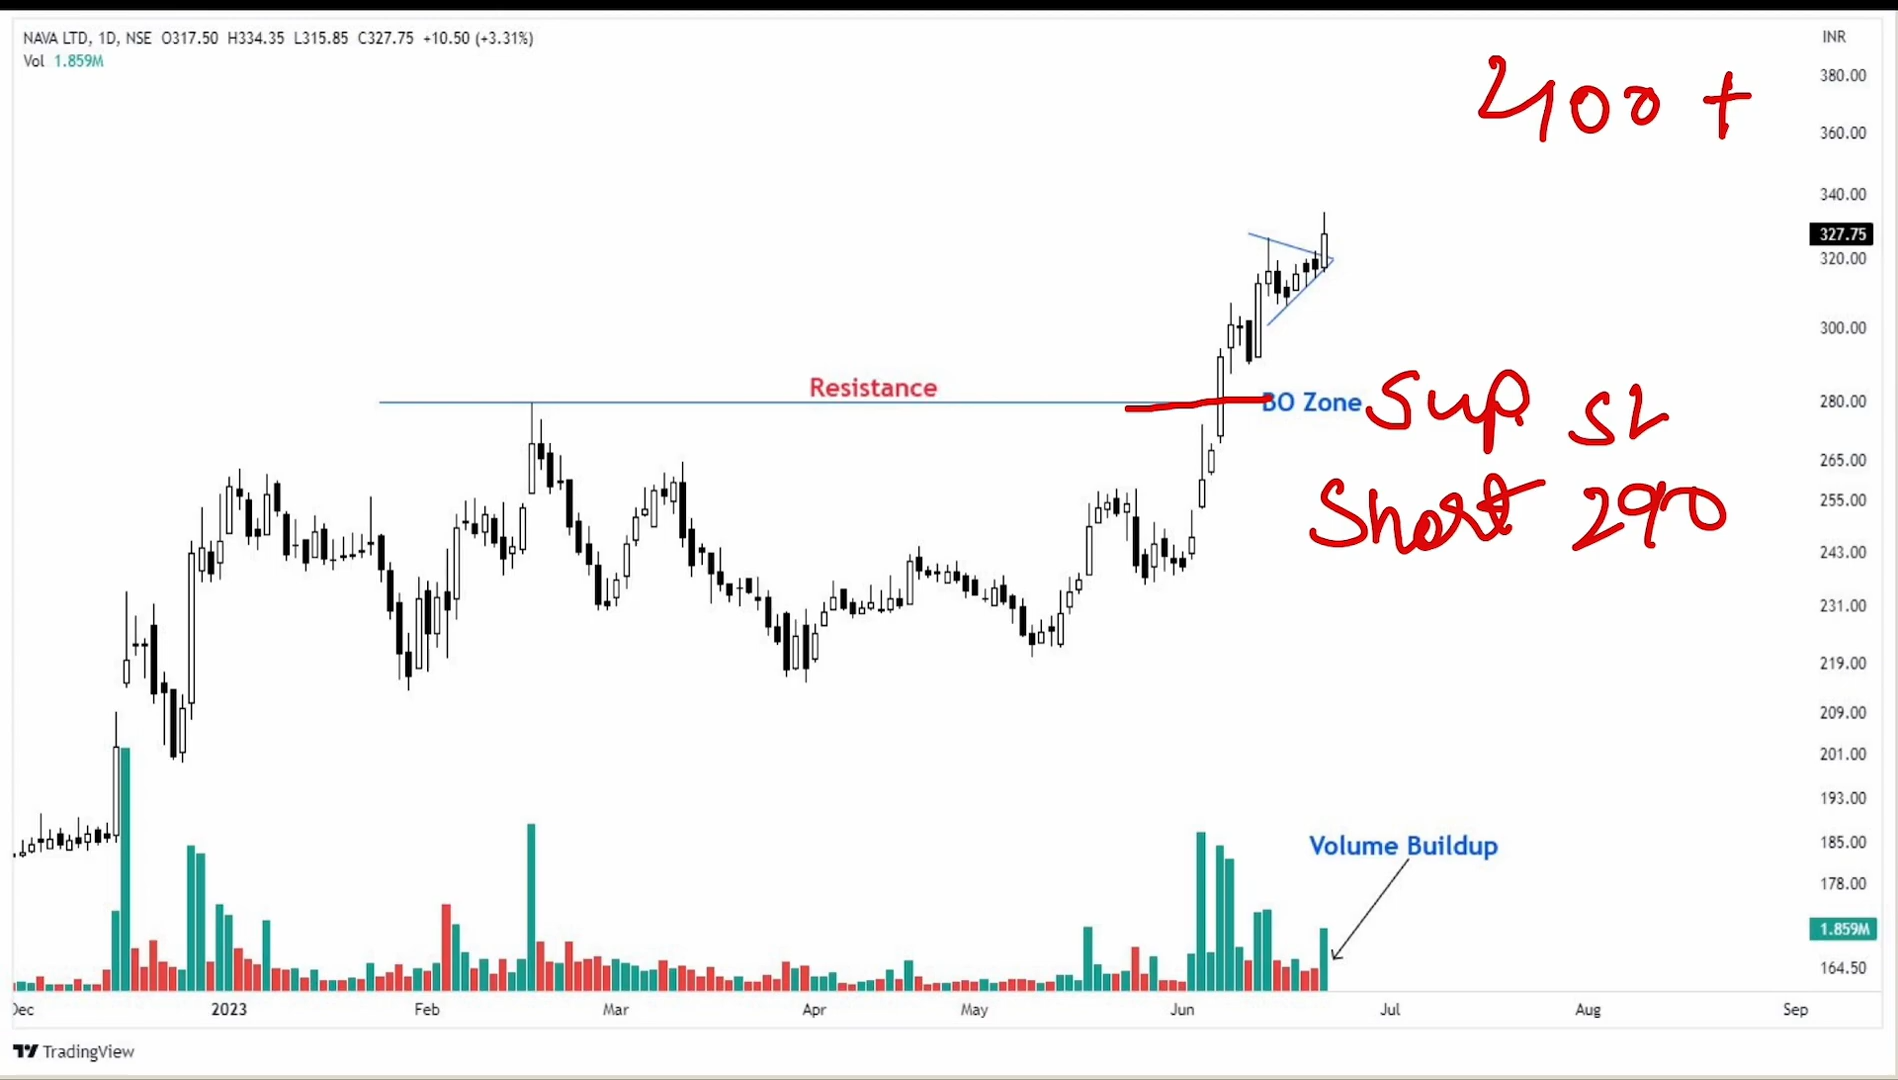 NAVA LTD, 1D, NSE O317.50 H334.35 L315.85 C327.75 +10.50 (+3.31%)
INR
Vol 1.859M
400 +
380.00
360.00
340.00
327.75
320.00
300.00
Resistance
BO Zone Sup SL
280.00
265.00
Short 290
255.00
243.00
231.00
219.00
209.00
201.00
193.00
Volume Buildup
185.00
178.00
1.859M
164.50
Dec 2023 Feb Mar Apr May Jun Jul Aug Sep
TradingView